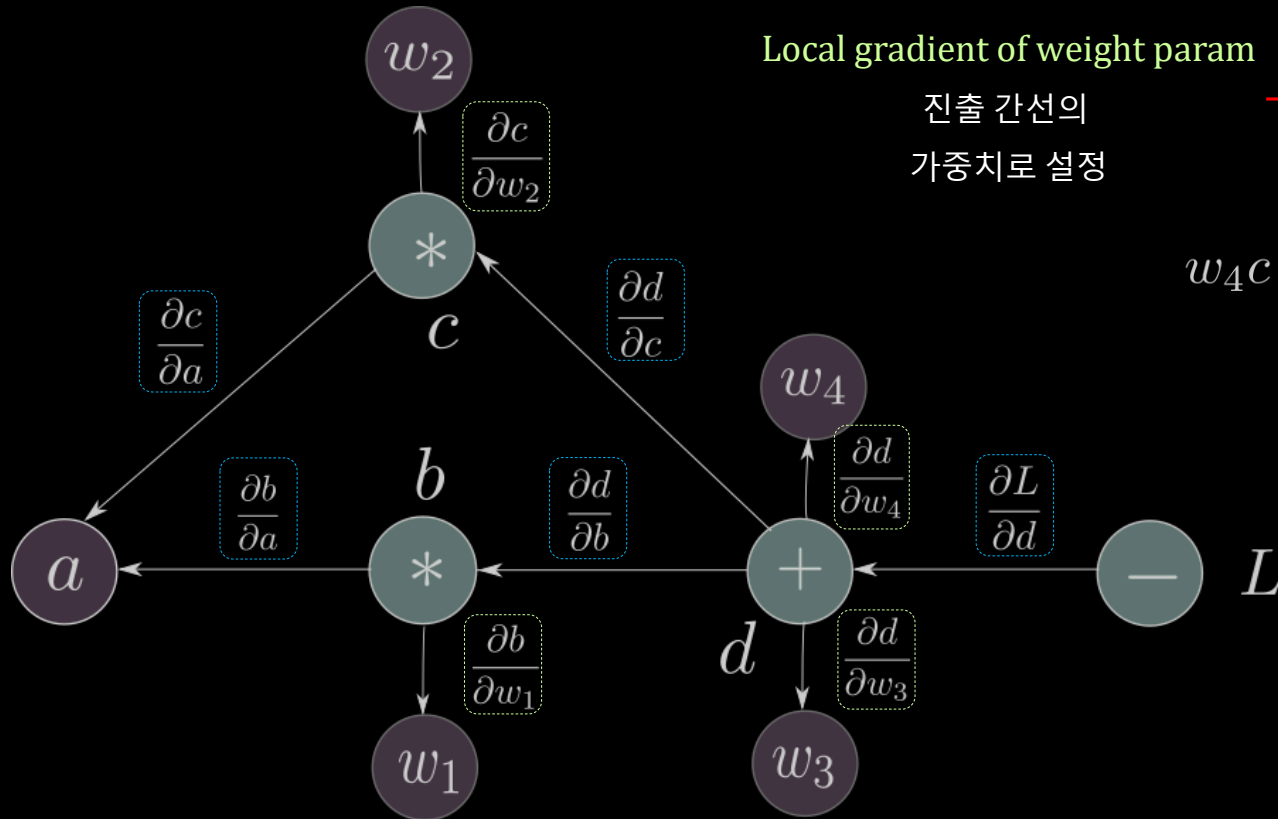 w₂
Local gradient of weight param
진출 간선의
가중치로 설정
∂c
∂w₂
*
c
∂d
∂c
w₄c
∂c
∂a
w₄
b
∂b
∂a
∂d
∂b
∂d
∂w₄
∂L
∂d
a
*
+
−
L
∂b
∂w₁
d
∂d
∂w₃
w₁
w₃